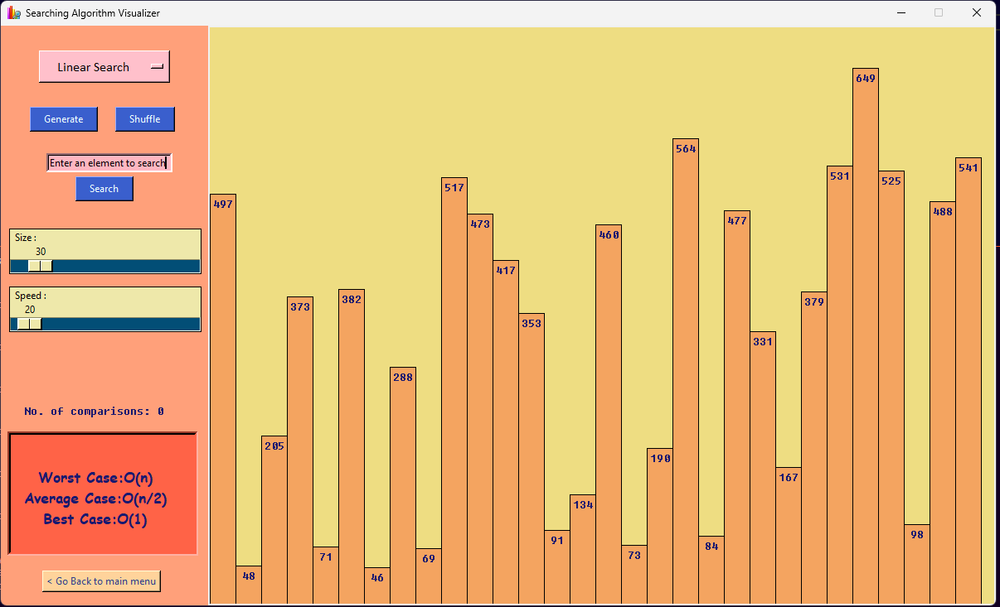 Searching Algorithm Visualizer
Linear Search
Generate Shuffle
Enter an element to search
Search
Size :
30
Speed :
20
No. of comparisons: 0
Worst Case:O(n)
Average Case:O(n/2)
Best Case:O(1)
< Go Back to main menu
497
48
205
373
71
382
46
288
69
517
473
417
353
91
134
460
73
190
564
84
477
331
167
379
531
649
525
98
488
541